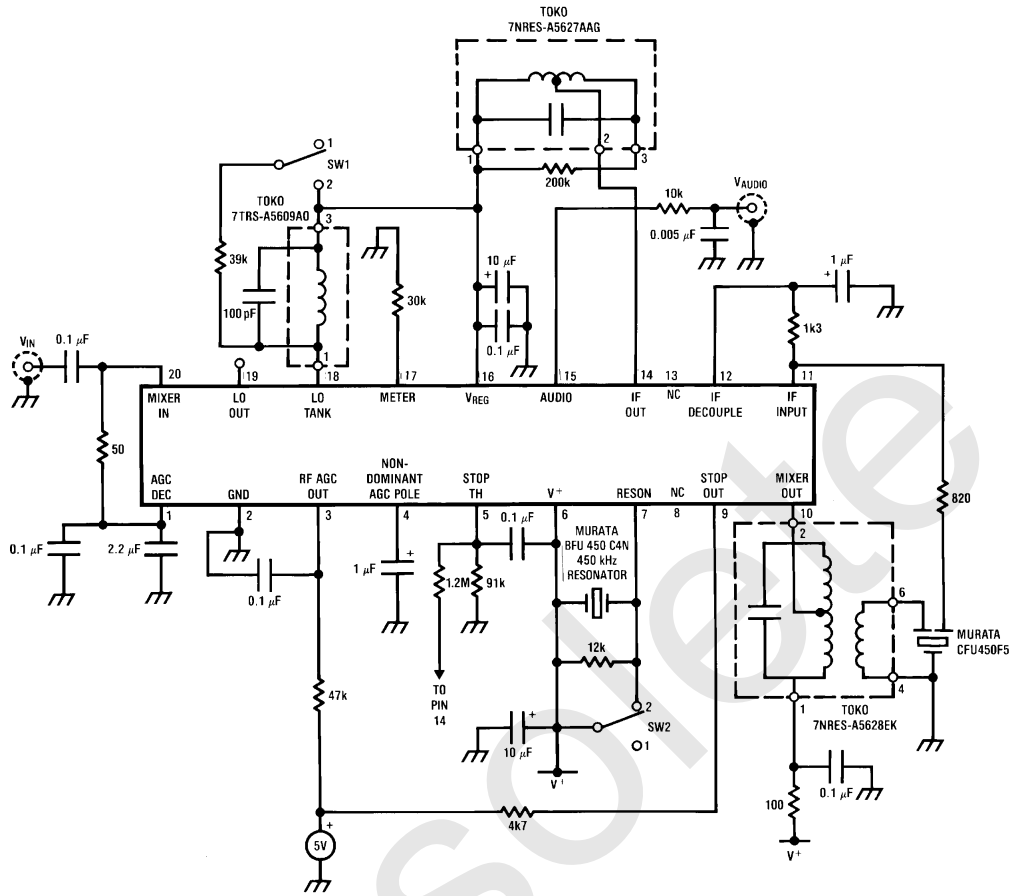 TOKO
7NRES-A5627AAG
1
2
3
200k
1
SW1
2
TOKO
7TRS-A5609AO
3
39k
100 pF
1
30k
10 µF
+
0.1 µF
10k
VAUDIO
0.005 µF
1 µF
+
1k3
VIN
0.1 µF
20
19
18
17
16
15
14
13
12
11
MIXER
IN
LO
OUT
LO
TANK
METER
VREG
AUDIO
IF
OUT
NC
IF
DECOUPLE
IF
INPUT
50
820
AGC
DEC
GND
RF AGC
OUT
NON-
DOMINANT
AGC POLE
STOP
TH
V+
RESON
NC
STOP
OUT
MIXER
OUT
1
2
3
4
5
6
7
8
9
10
0.1 µF
2.2 µF
0.1 µF
1 µF
+
1.2M
91k
0.1 µF
MURATA
BFU 450 C4N
450 kHz
RESONATOR
2
6
4
1
MURATA
CFU450F5
TOKO
7NRES-A5628EK
12k
47k
TO
PIN
14
10 µF
+
2
SW2
1
V+
100
0.1 µF
V+
4k7
+
5V
solete